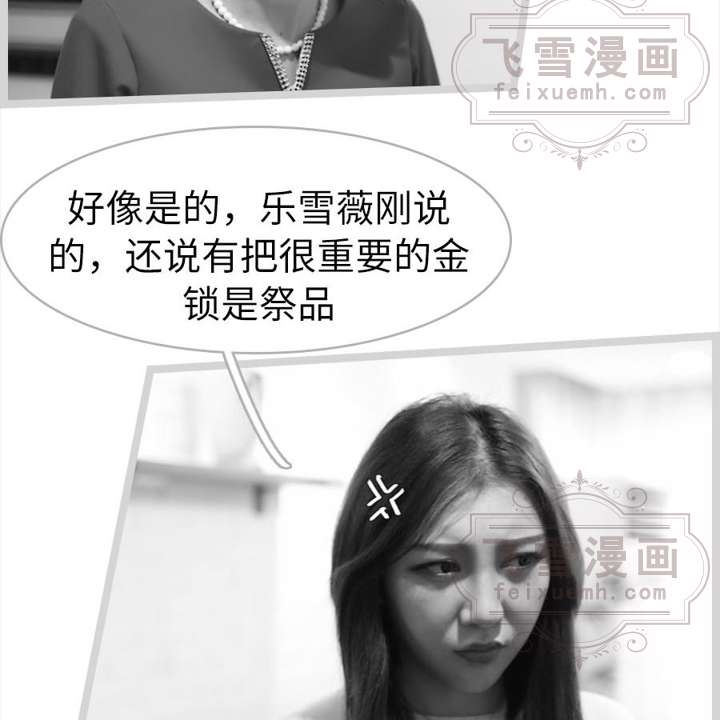 飞雪漫画
feixuemh.com
好像是的，乐雪薇刚说
的，还说有把很重要的金
锁是祭品
飞雪漫画
feixuemh.com